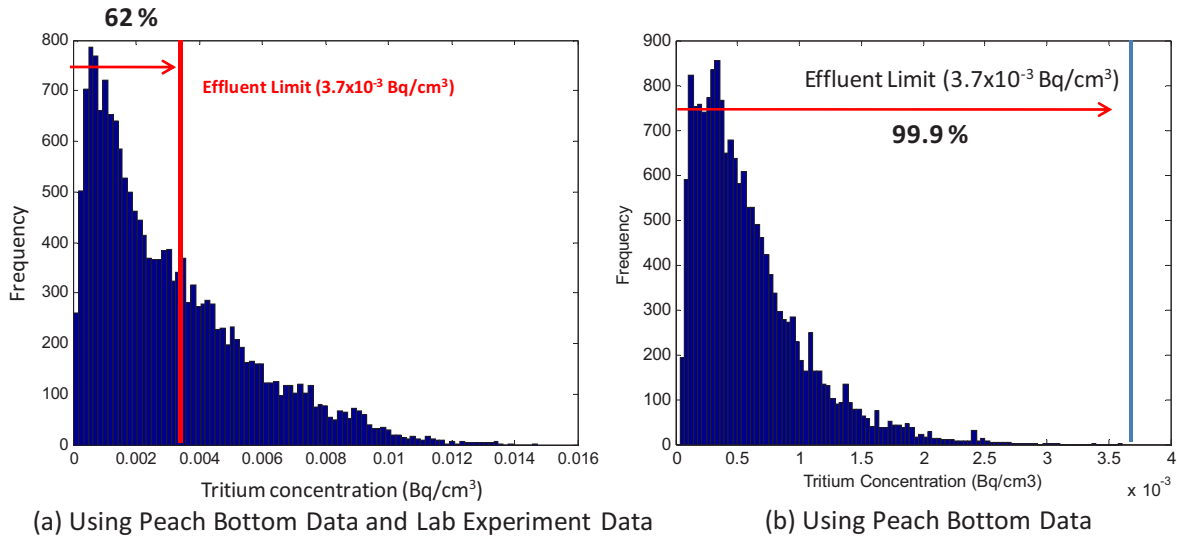 62 %
800
700
600
500
400
300
200
100
0
Frequency
Effluent Limit (3.7x10⁻³ Bq/cm³)
0 0.002 0.004 0.006 0.008 0.01 0.012 0.014 0.016
Tritium concentration (Bq/cm³)
(a) Using Peach Bottom Data and Lab Experiment Data
900
800
700
600
500
400
300
200
100
0
Frequency
Effluent Limit (3.7x10⁻³ Bq/cm³)
99.9 %
0 0.5 1 1.5 2 2.5 3 3.5 4
Tritium Concentration (Bq/cm3)
x 10⁻³
(b) Using Peach Bottom Data